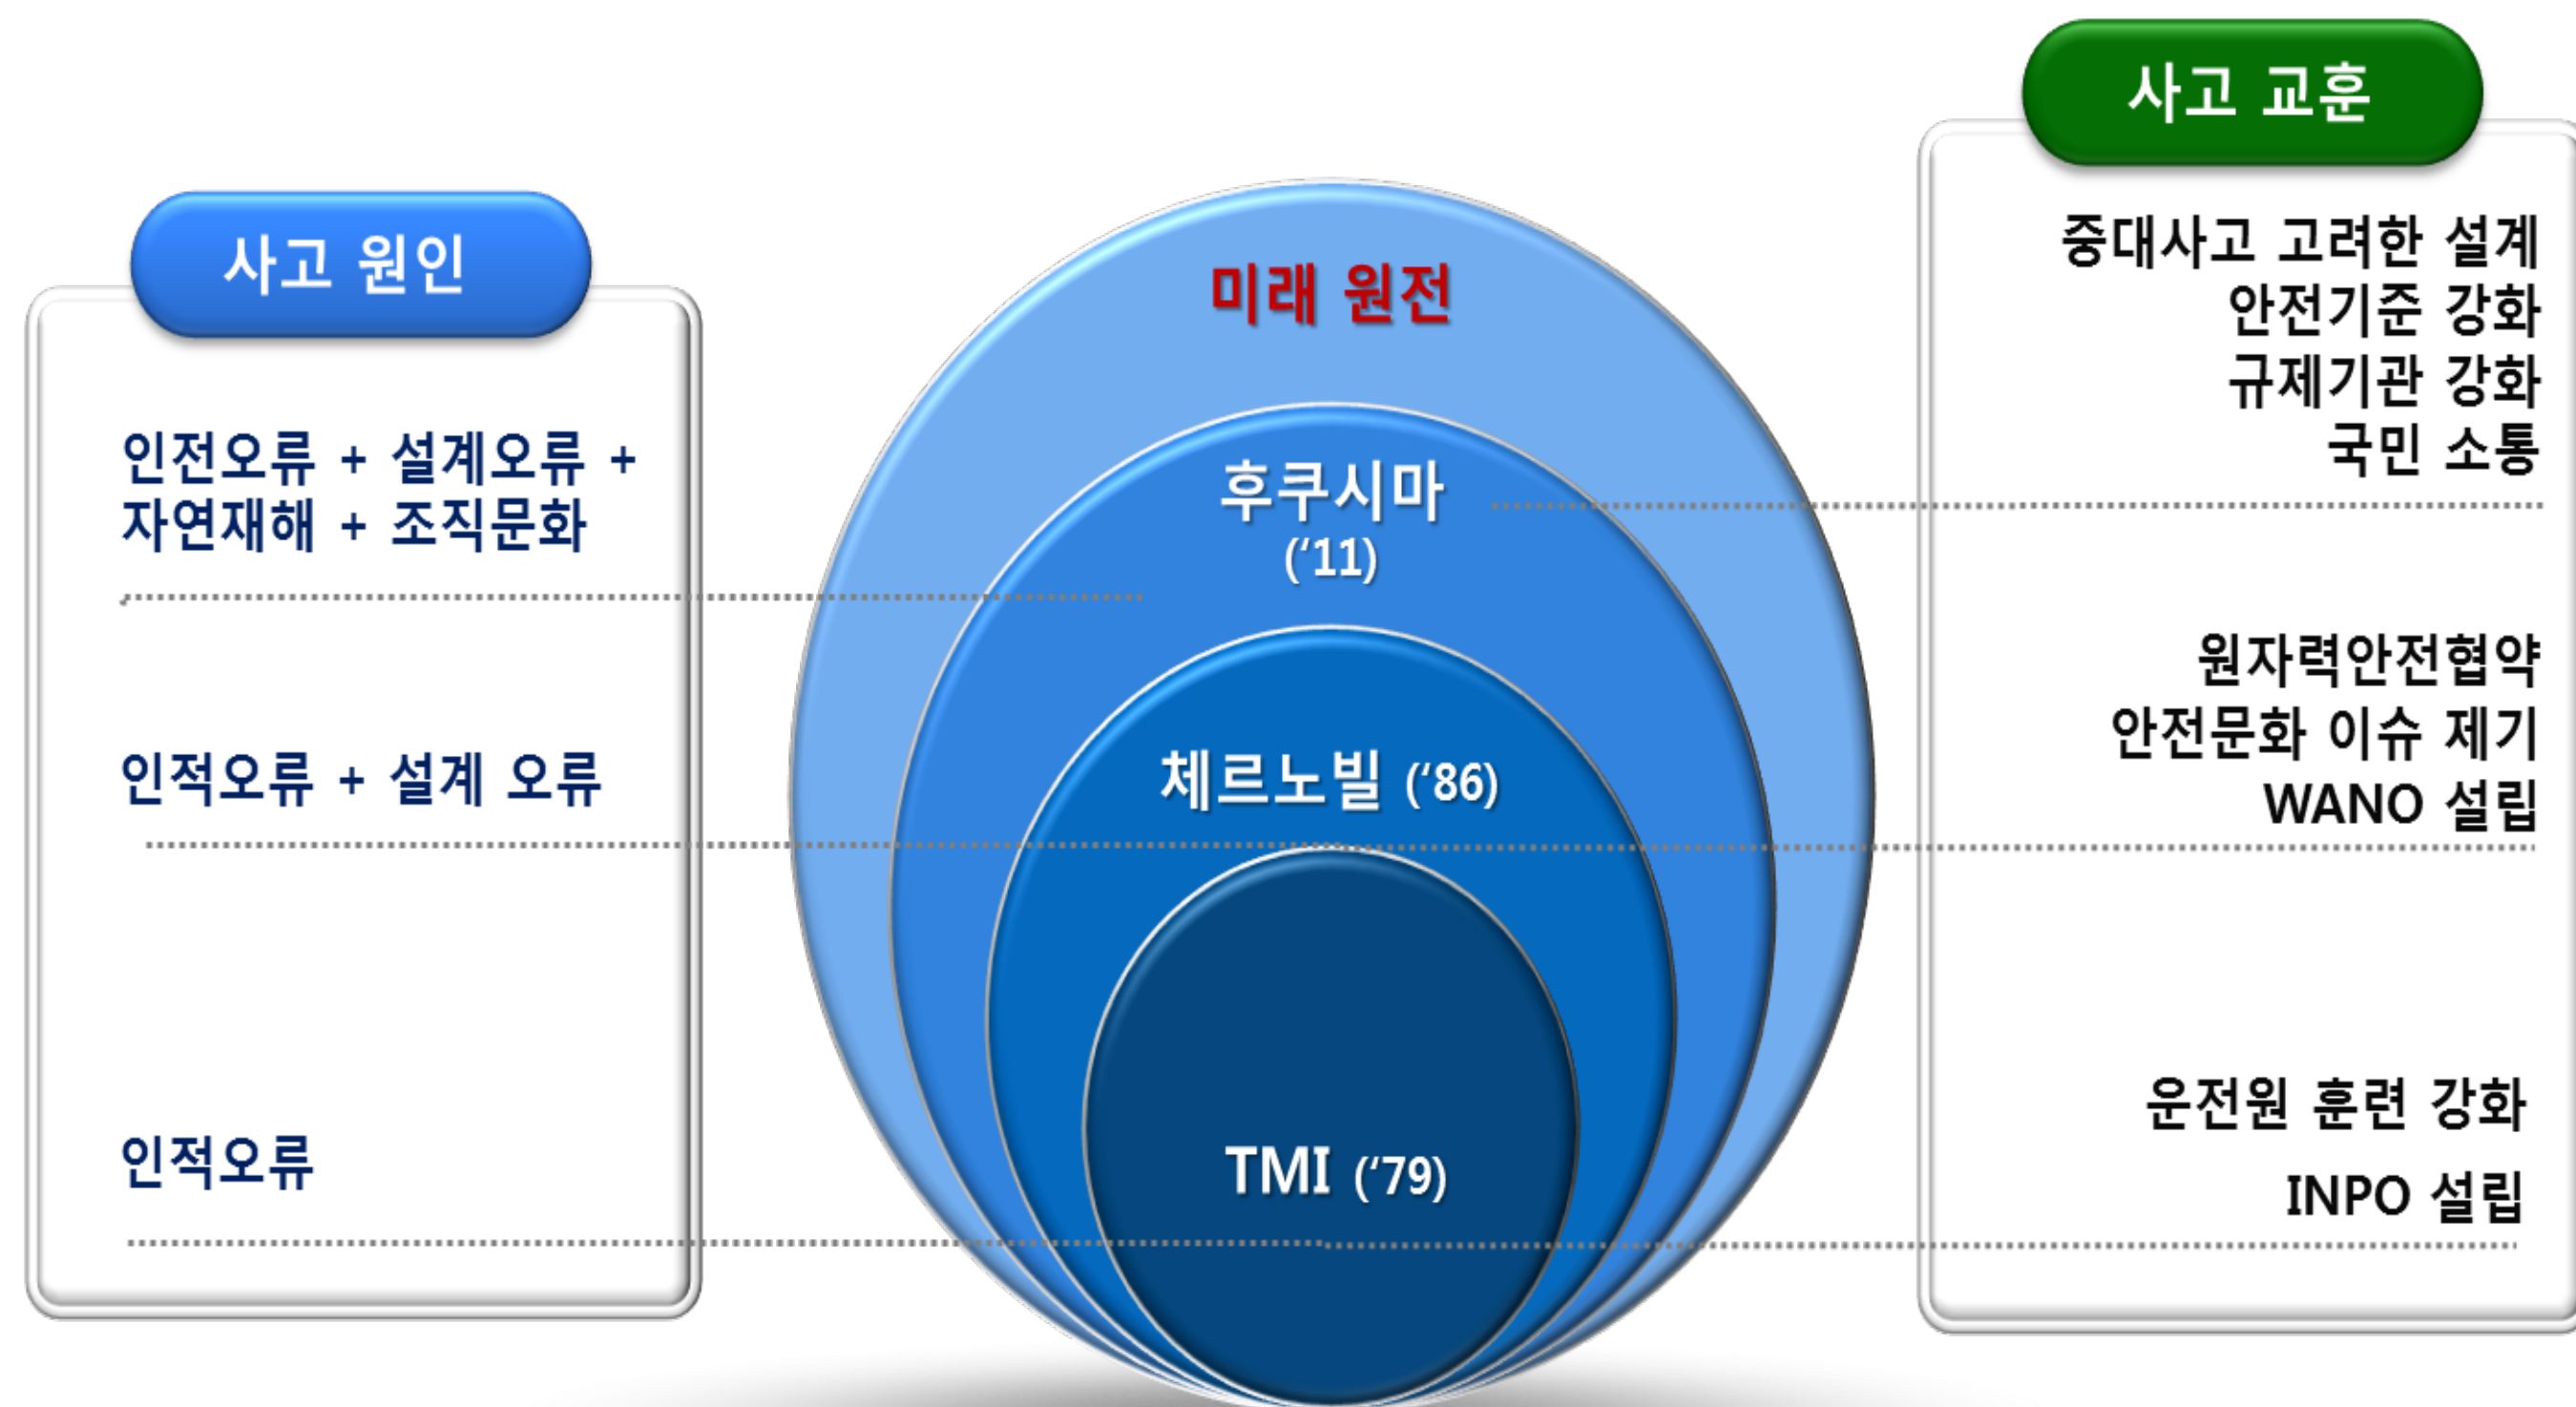 사고 원인
인전오류 + 설계오류 +
자연재해 + 조직문화
인적오류 + 설계 오류
인적오류
미래 원전
후쿠시마
(‘11)
체르노빌 (‘86)
TMI (‘79)
사고 교훈
중대사고 고려한 설계
안전기준 강화
규제기관 강화
국민 소통
원자력안전협약
안전문화 이슈 제기
WANO 설립
운전원 훈련 강화
INPO 설립